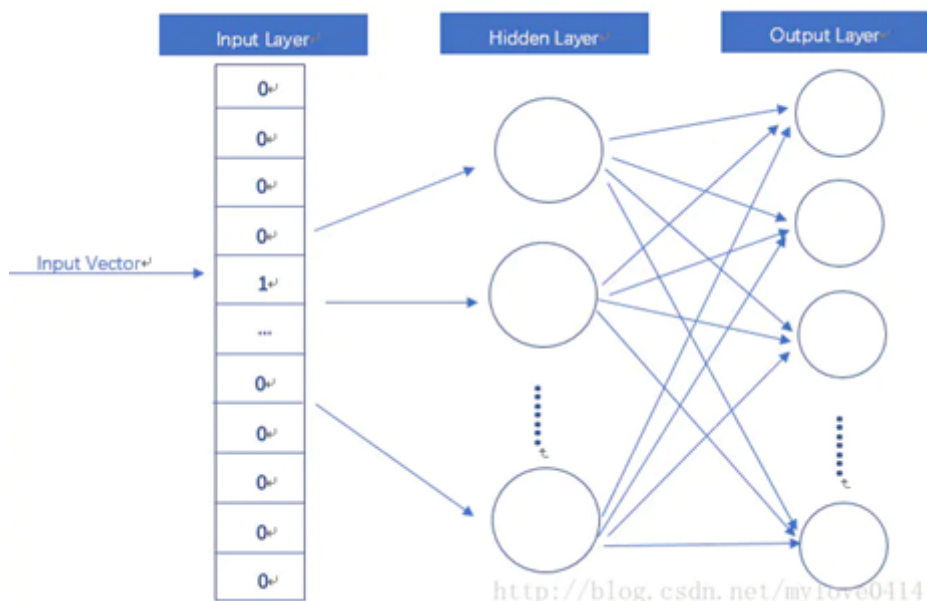 Input Layer↵
Hidden Layer↵
Output Layer↵
0↵
0↵
0↵
0↵
Input Vector↵
1↵
...
0↵
0↵
0↵
0↵
0↵
http://blog.csdn.net/mylove0414